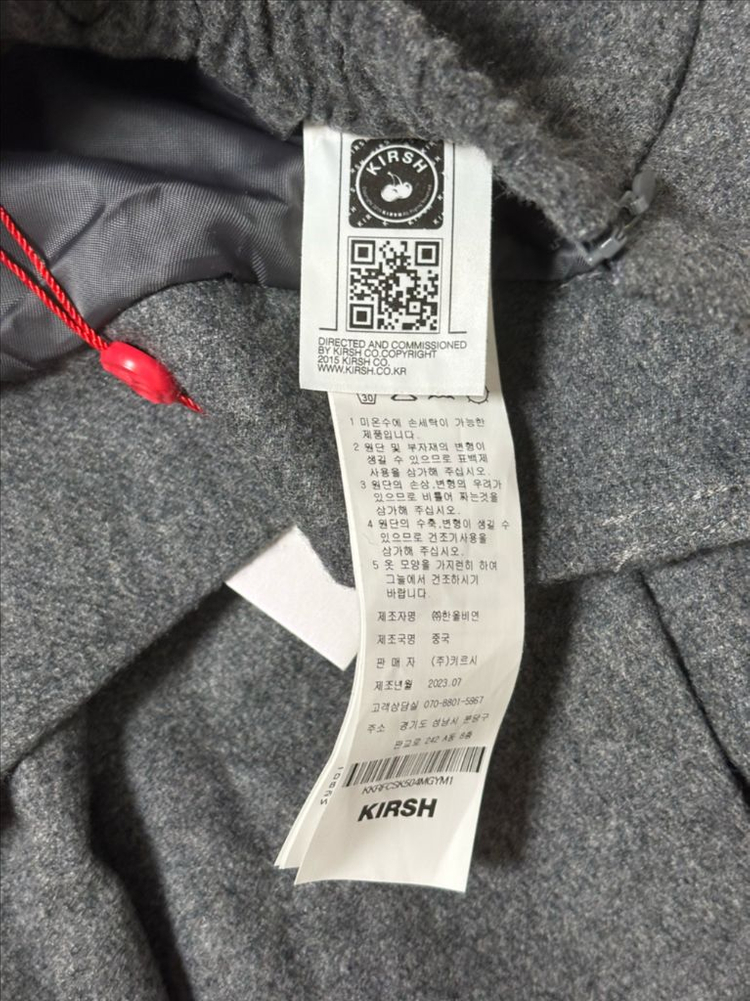 KIRSH
DIRECTED AND COMMISSIONED
BY KIRSH CO.COPYRIGHT
2015 KIRSH CO.
WWW.KIRSH.CO.KR
30
1 미온수에 손세탁이 가능한
제품입니다.
2 원단 및 부자재의 변형이
생길 수 있으므로 표백제
사용을 삼가해 주십시오.
3 원단의 손상,변형의 우려가
있으므로 비틀어 짜는것을
삼가해 주십시오.
4 원단의 수축,변형이 생길 수
있으므로 건조기사용을
삼가해 주십시오.
5 옷 모양을 가지런히 하여
그늘에서 건조하시기
바랍니다.
제조자명 ㈜한울비연
제조국명 중국
판 매 자 (주)키르시
제조년월 2023.07
고객상담실 070-8801-5867
주소 경기도 성남시 분당구
판교로 242 A동 6층
KKRFCSK504MGYM1
KIRSH